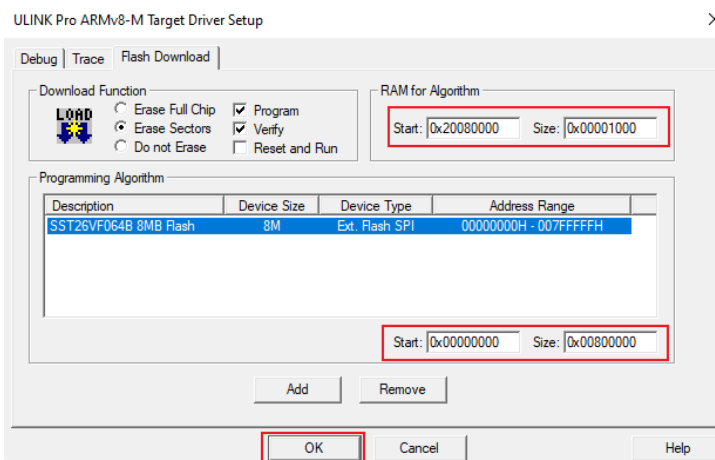 ULINK Pro ARMv8-M Target Driver Setup
Debug Trace Flash Download
Download Function
LOAD
Erase Full Chip Program
Erase Sectors Verify
Do not Erase Reset and Run
RAM for Algorithm
Start: 0x20080000 Size: 0x00001000
Programming Algorithm
Description Device Size Device Type Address Range
SST26VF064B 8MB Flash 8M Ext. Flash SPI 00000000H - 007FFFFFH
Start: 0x00000000 Size: 0x00800000
Add Remove
OK Cancel Help